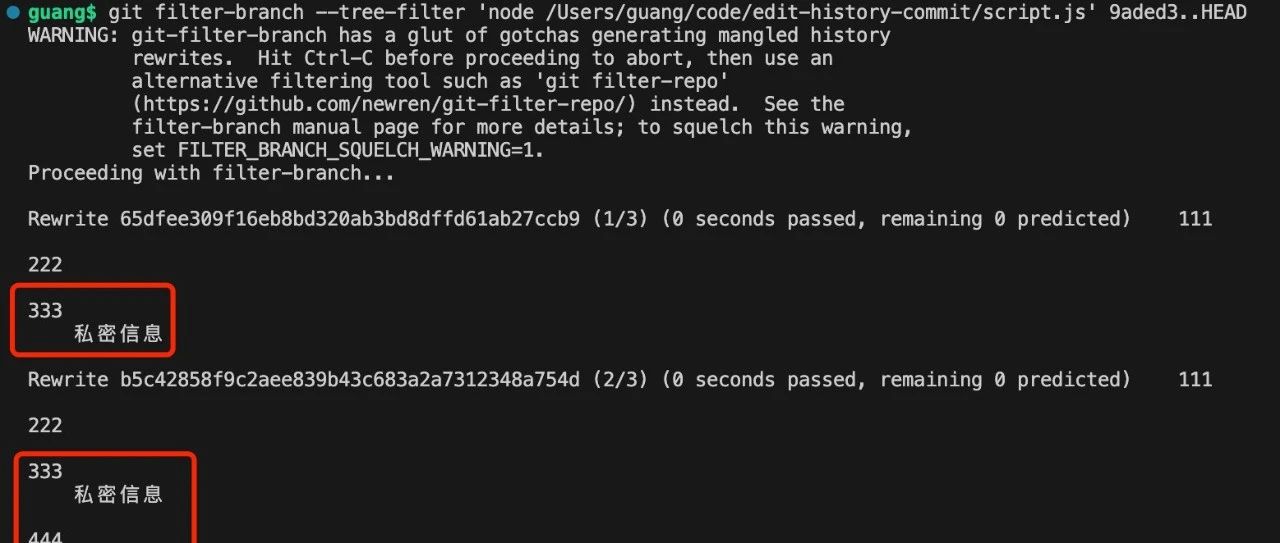 guang$ git filter-branch --tree-filter 'node /Users/guang/code/edit-history-commit/script.js' 9aded3..HEAD
WARNING: git-filter-branch has a glut of gotchas generating mangled history
rewrites.  Hit Ctrl-C before proceeding to abort, then use an
alternative filtering tool such as 'git filter-repo'
(https://github.com/newren/git-filter-repo/) instead.  See the
filter-branch manual page for more details; to squelch this warning,
set FILTER_BRANCH_SQUELCH_WARNING=1.
Proceeding with filter-branch...
Rewrite 65dfee309f16eb8bd320ab3bd8dffd61ab27ccb9 (1/3) (0 seconds passed, remaining 0 predicted)    111
222
333
私密信息
Rewrite b5c42858f9c2aee839b43c683a2a7312348a754d (2/3) (0 seconds passed, remaining 0 predicted)    111
222
333
私密信息
444